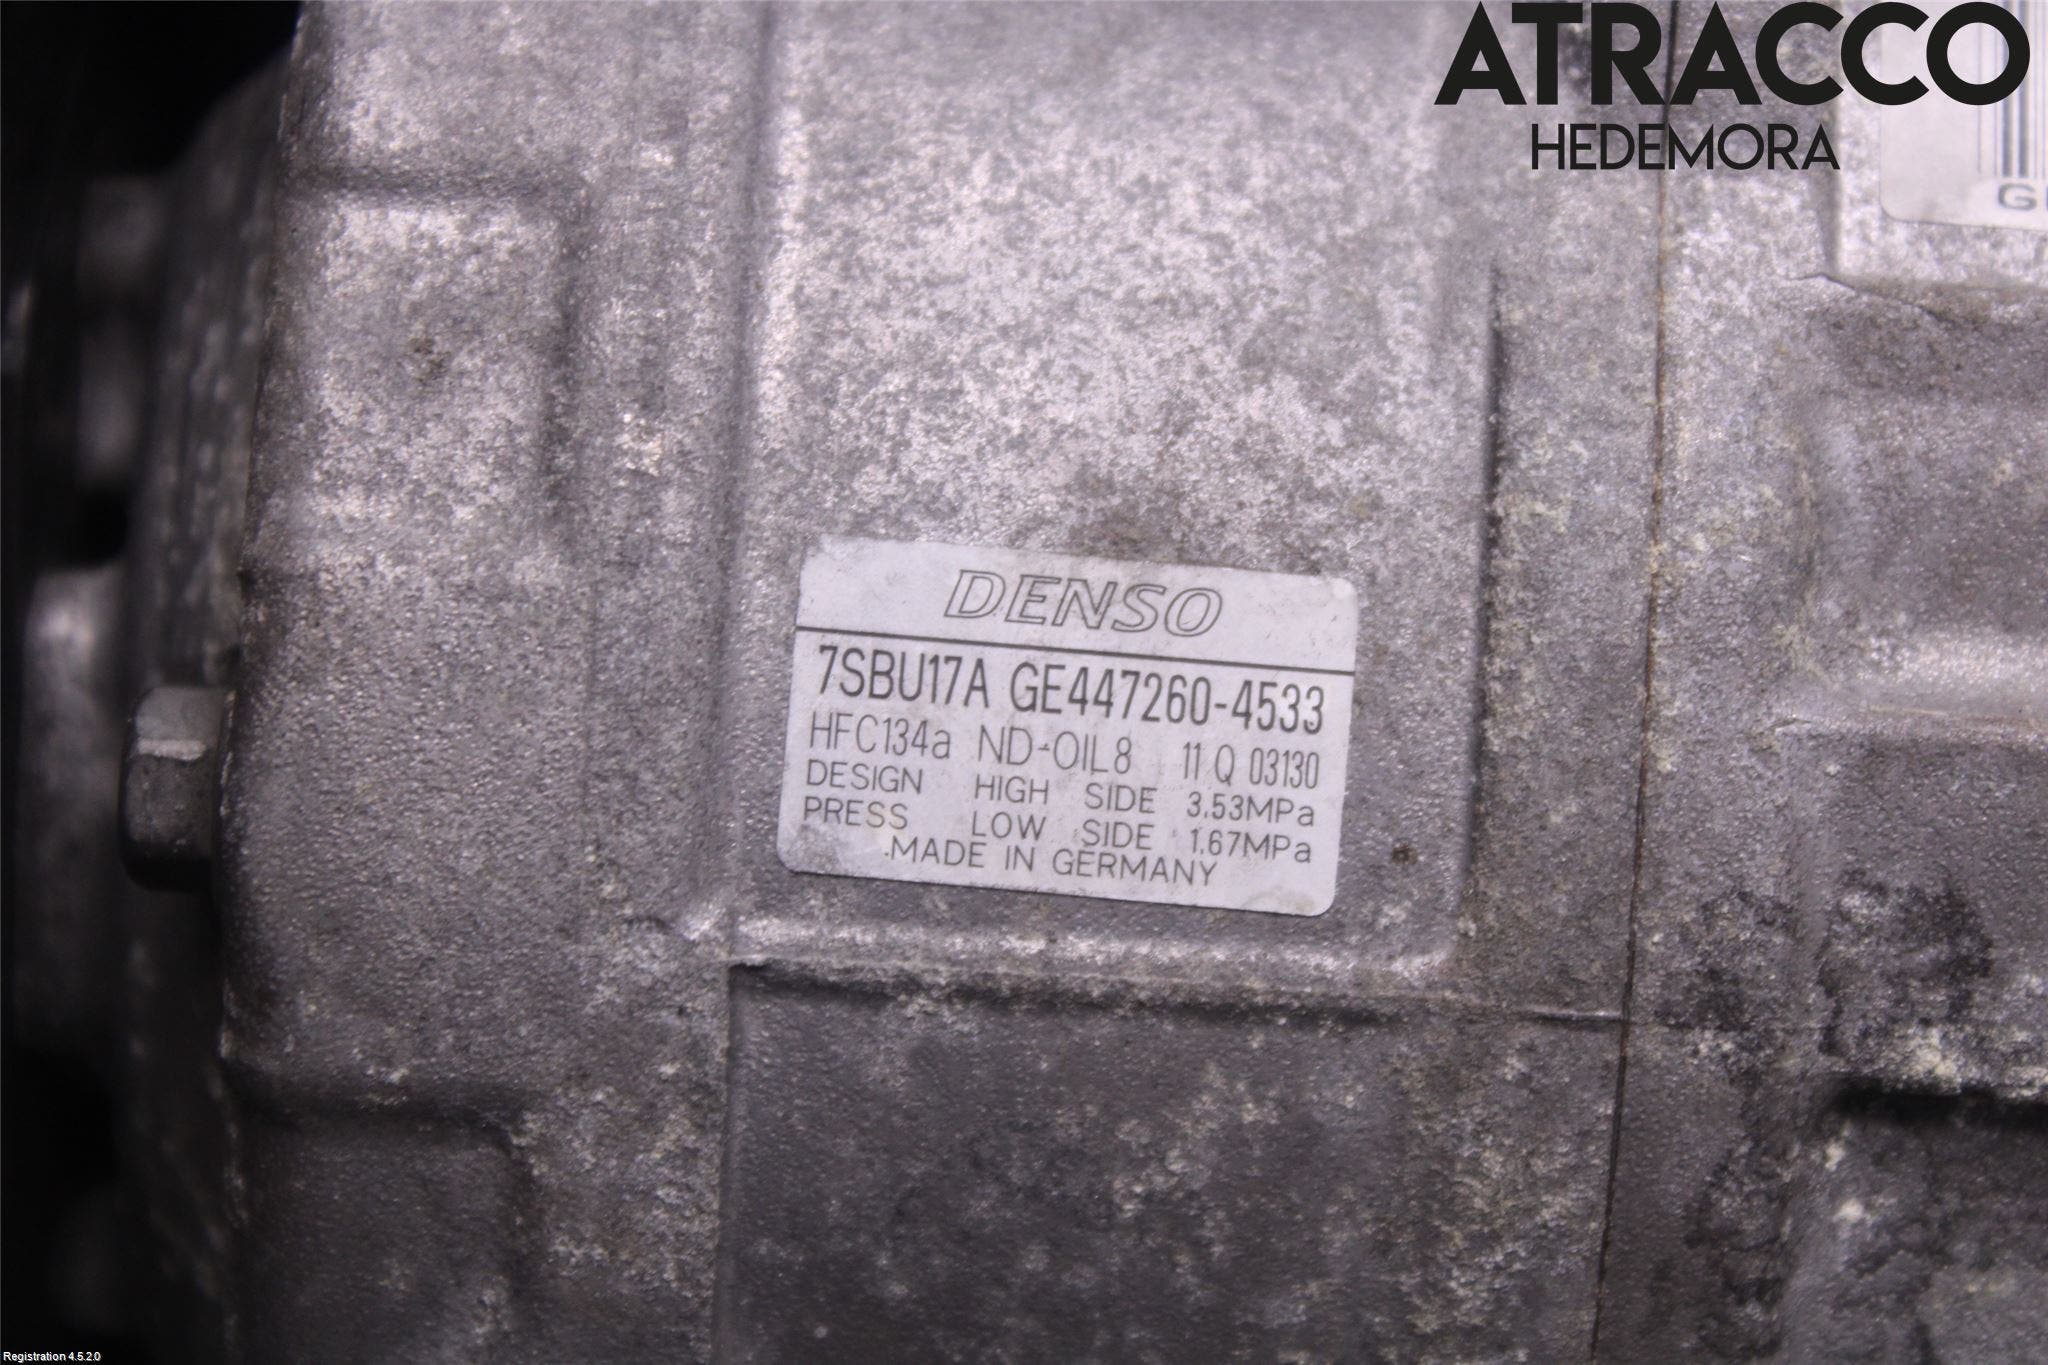 ATRACCO
HEDEMORA
DENSO
7SBU17A GE447260-4533
HFC134a ND-OIL8 11 Q 03130
DESIGN HIGH SIDE 3.53MPa
PRESS LOW SIDE 1.67MPa
MADE IN GERMANY
Registration 4.5.2.0